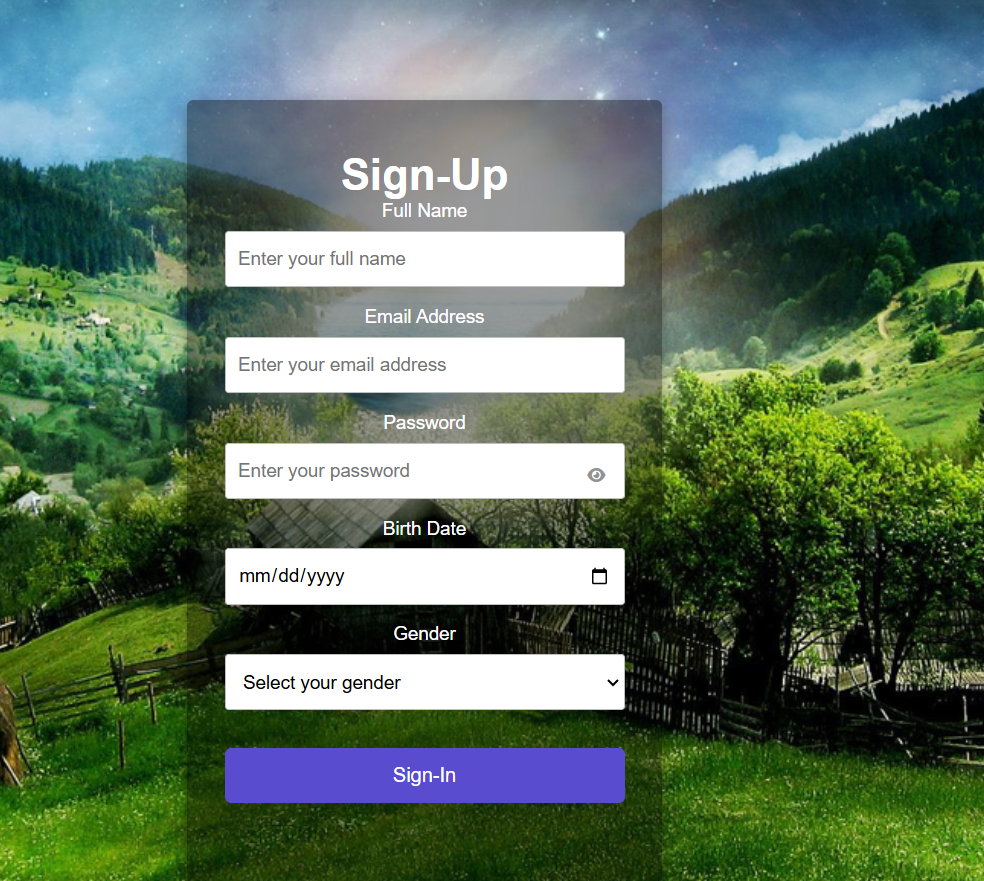 Sign-Up
Full Name
Enter your full name
Email Address
Enter your email address
Password
Enter your password
Birth Date
mm/dd/yyyy
Gender
Select your gender
Sign-In